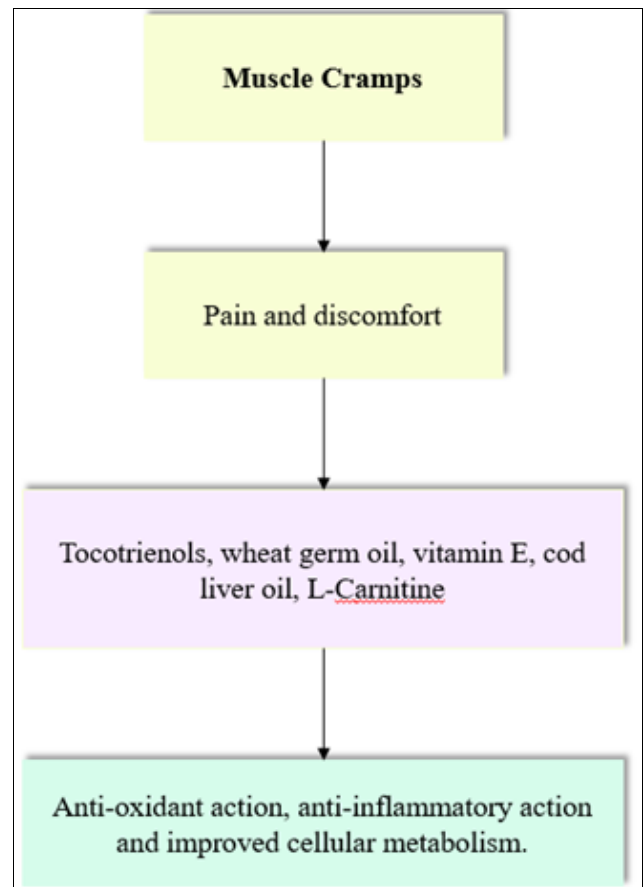 Muscle Cramps
Pain and discomfort
Tocotrienols, wheat germ oil, vitamin E, cod
liver oil, L-Carnitine
Anti-oxidant action, anti-inflammatory action
and improved cellular metabolism.